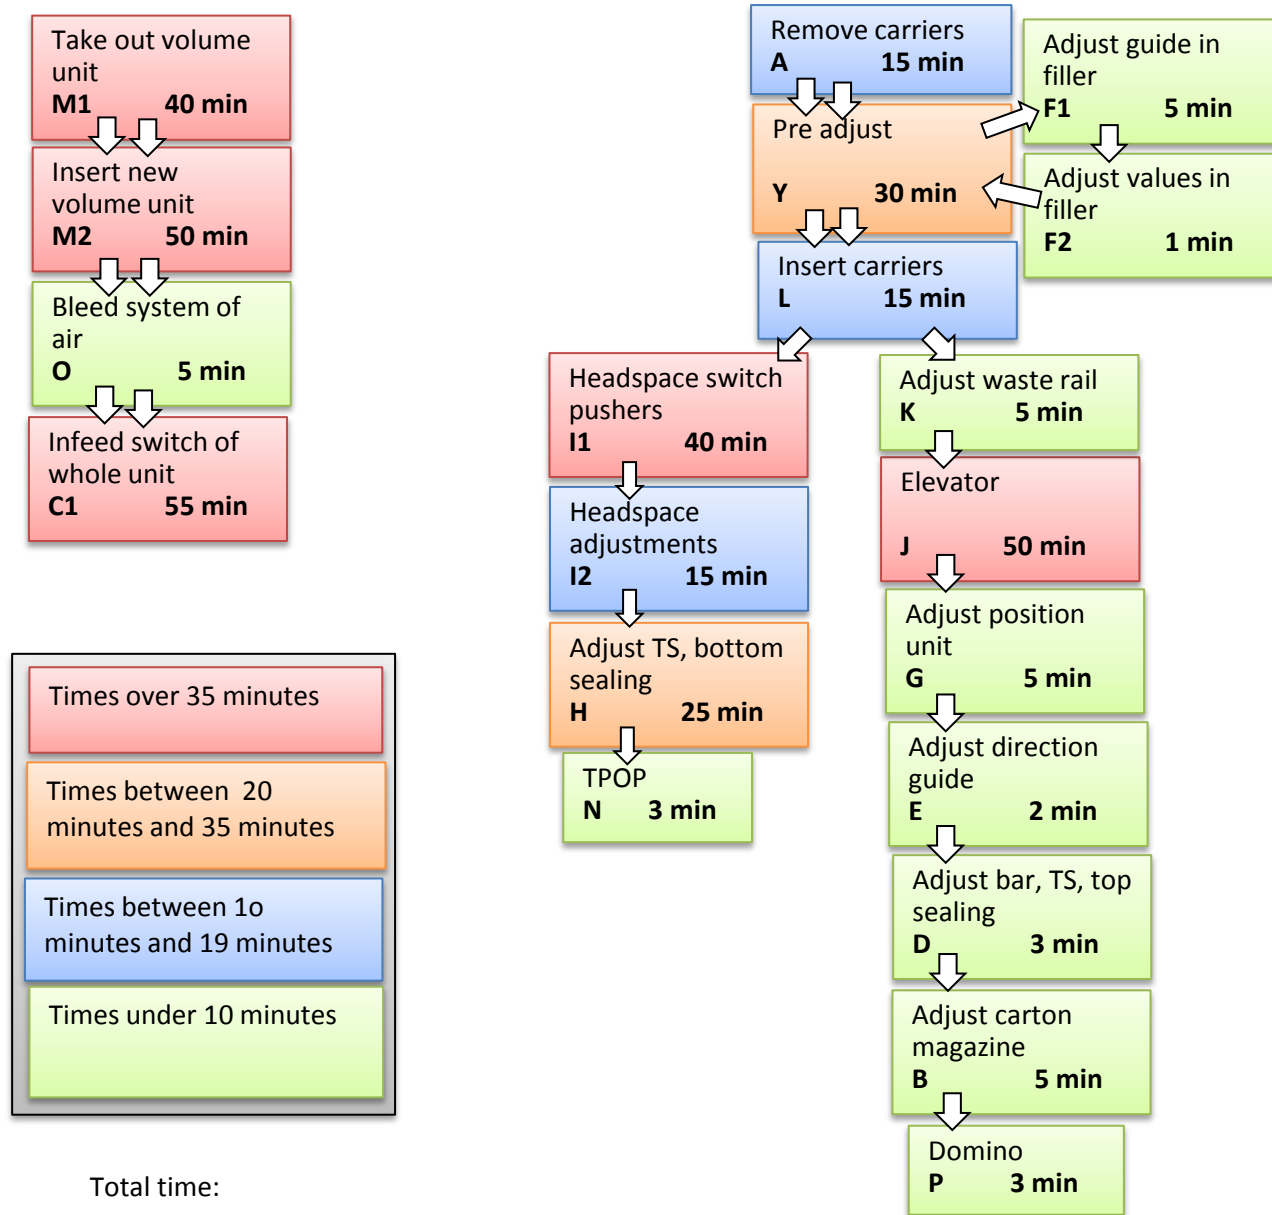 Take out volume
unit
M1 40 min
Insert new
volume unit
M2 50 min
Bleed system of
air
O 5 min
Infeed switch of
whole unit
C1 55 min
Remove carriers
A 15 min
Pre adjust
Y 30 min
Adjust guide in
filler
F1 5 min
Adjust values in
filler
F2 1 min
Insert carriers
L 15 min
Headspace switch
pushers
I1 40 min
Headspace
adjustments
I2 15 min
Adjust TS, bottom
sealing
H 25 min
TPOP
N 3 min
Adjust waste rail
K 5 min
Elevator
J 50 min
Adjust position
unit
G 5 min
Adjust direction
guide
E 2 min
Adjust bar, TS, top
sealing
D 3 min
Adjust carton
magazine
B 5 min
Domino
P 3 min
Times over 35 minutes
Times between 20
minutes and 35 minutes
Times between 1o
minutes and 19 minutes
Times under 10 minutes
Total time: